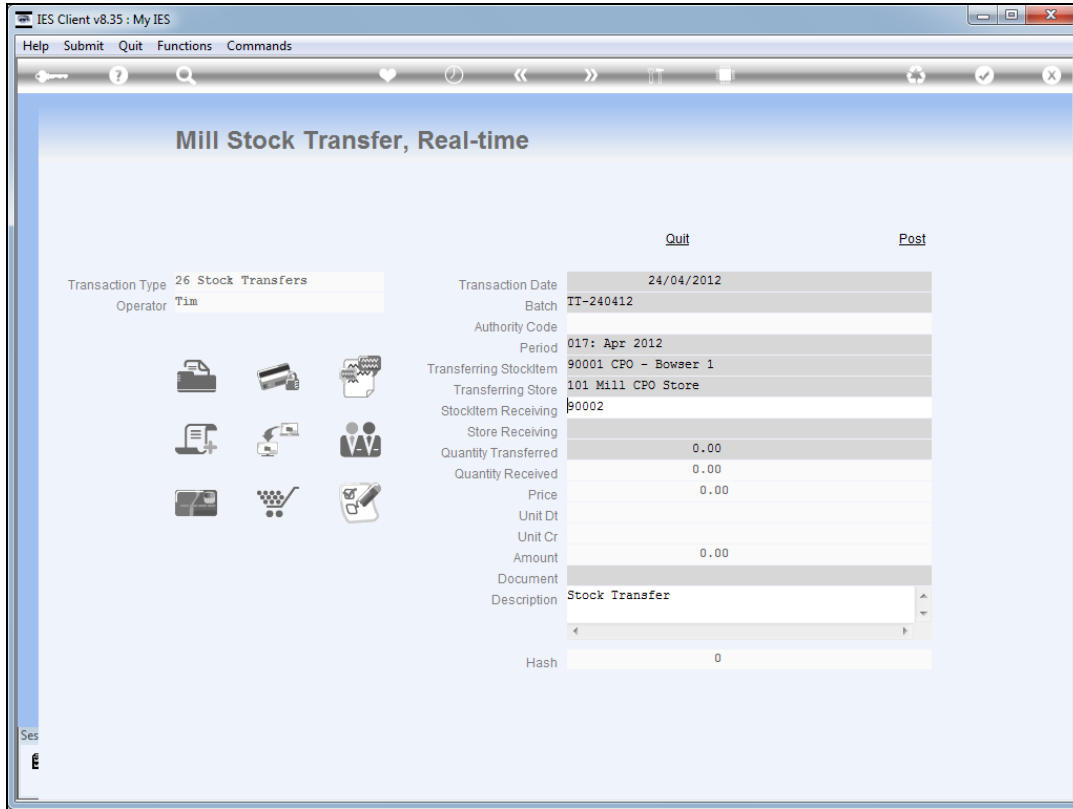 IES Client v8.35 : My IES
Help Submit Quit Functions Commands
Mill Stock Transfer, Real-time
Quit Post
Transaction Type 26 Stock Transfers
Operator Tim
Transaction Date 24/04/2012
Batch TT-240412
Authority Code
Period 017: Apr 2012
Transferring StockItem 90001 CPO - Bowser 1
Transferring Store 101 Mill CPO Store
StockItem Receiving 90002
Store Receiving
Quantity Transferred 0.00
Quantity Received 0.00
Price 0.00
Unit Dt
Unit Cr
Amount 0.00
Document
Description Stock Transfer
Hash 0
Ses